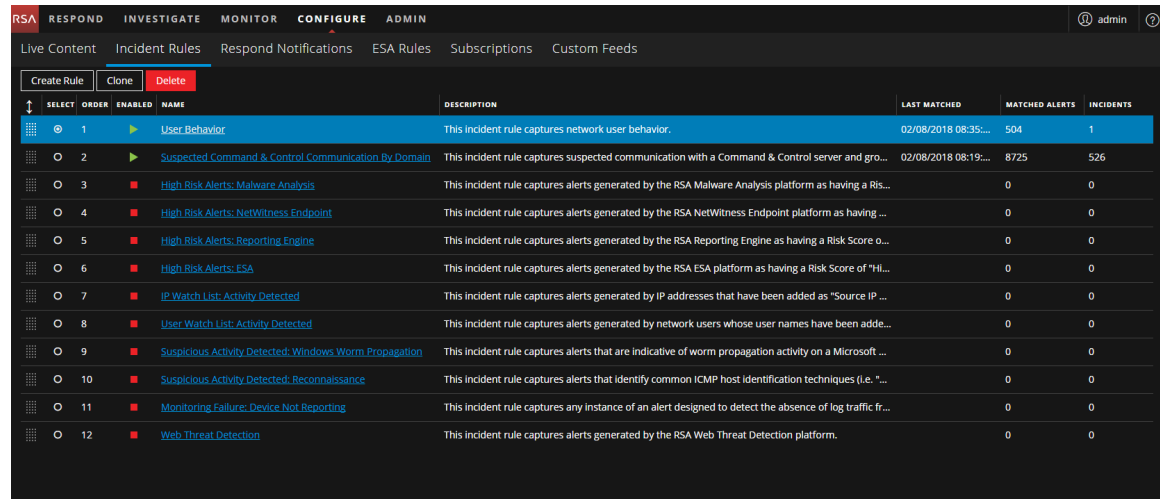 RSA RESPOND INVESTIGATE MONITOR CONFIGURE ADMIN admin ?
Live Content Incident Rules Respond Notifications ESA Rules Subscriptions Custom Feeds
Create Rule Clone Delete
SELECT ORDER ENABLED NAME DESCRIPTION LAST MATCHED MATCHED ALERTS INCIDENTS
1 User Behavior This incident rule captures network user behavior. 02/08/2018 08:35:... 504 1
2 Suspected Command & Control Communication By Domain This incident rule captures suspected communication with a Command & Control server and gro... 02/08/2018 08:19:... 8725 526
3 High Risk Alerts: Malware Analysis This incident rule captures alerts generated by the RSA Malware Analysis platform as having a Ris... 0 0
4 High Risk Alerts: NetWitness Endpoint This incident rule captures alerts generated by the RSA NetWitness Endpoint platform as having ... 0 0
5 High Risk Alerts: Reporting Engine This incident rule captures alerts generated by the RSA Reporting Engine as having a Risk Score o... 0 0
6 High Risk Alerts: ESA This incident rule captures alerts generated by the RSA ESA platform as having a Risk Score of "Hi... 0 0
7 IP Watch List: Activity Detected This incident rule captures alerts generated by IP addresses that have been added as "Source IP ... 0 0
8 User Watch List: Activity Detected This incident rule captures alerts generated by network users whose user names have been adde... 0 0
9 Suspicious Activity Detected: Windows Worm Propagation This incident rule captures alerts that are indicative of worm propagation activity on a Microsoft ... 0 0
10 Suspicious Activity Detected: Reconnaissance This incident rule captures alerts that identify common ICMP host identification techniques (i.e. "... 0 0
11 Monitoring Failure: Device Not Reporting This incident rule captures any instance of an alert designed to detect the absence of log traffic fr... 0 0
12 Web Threat Detection This incident rule captures alerts generated by the RSA Web Threat Detection platform. 0 0